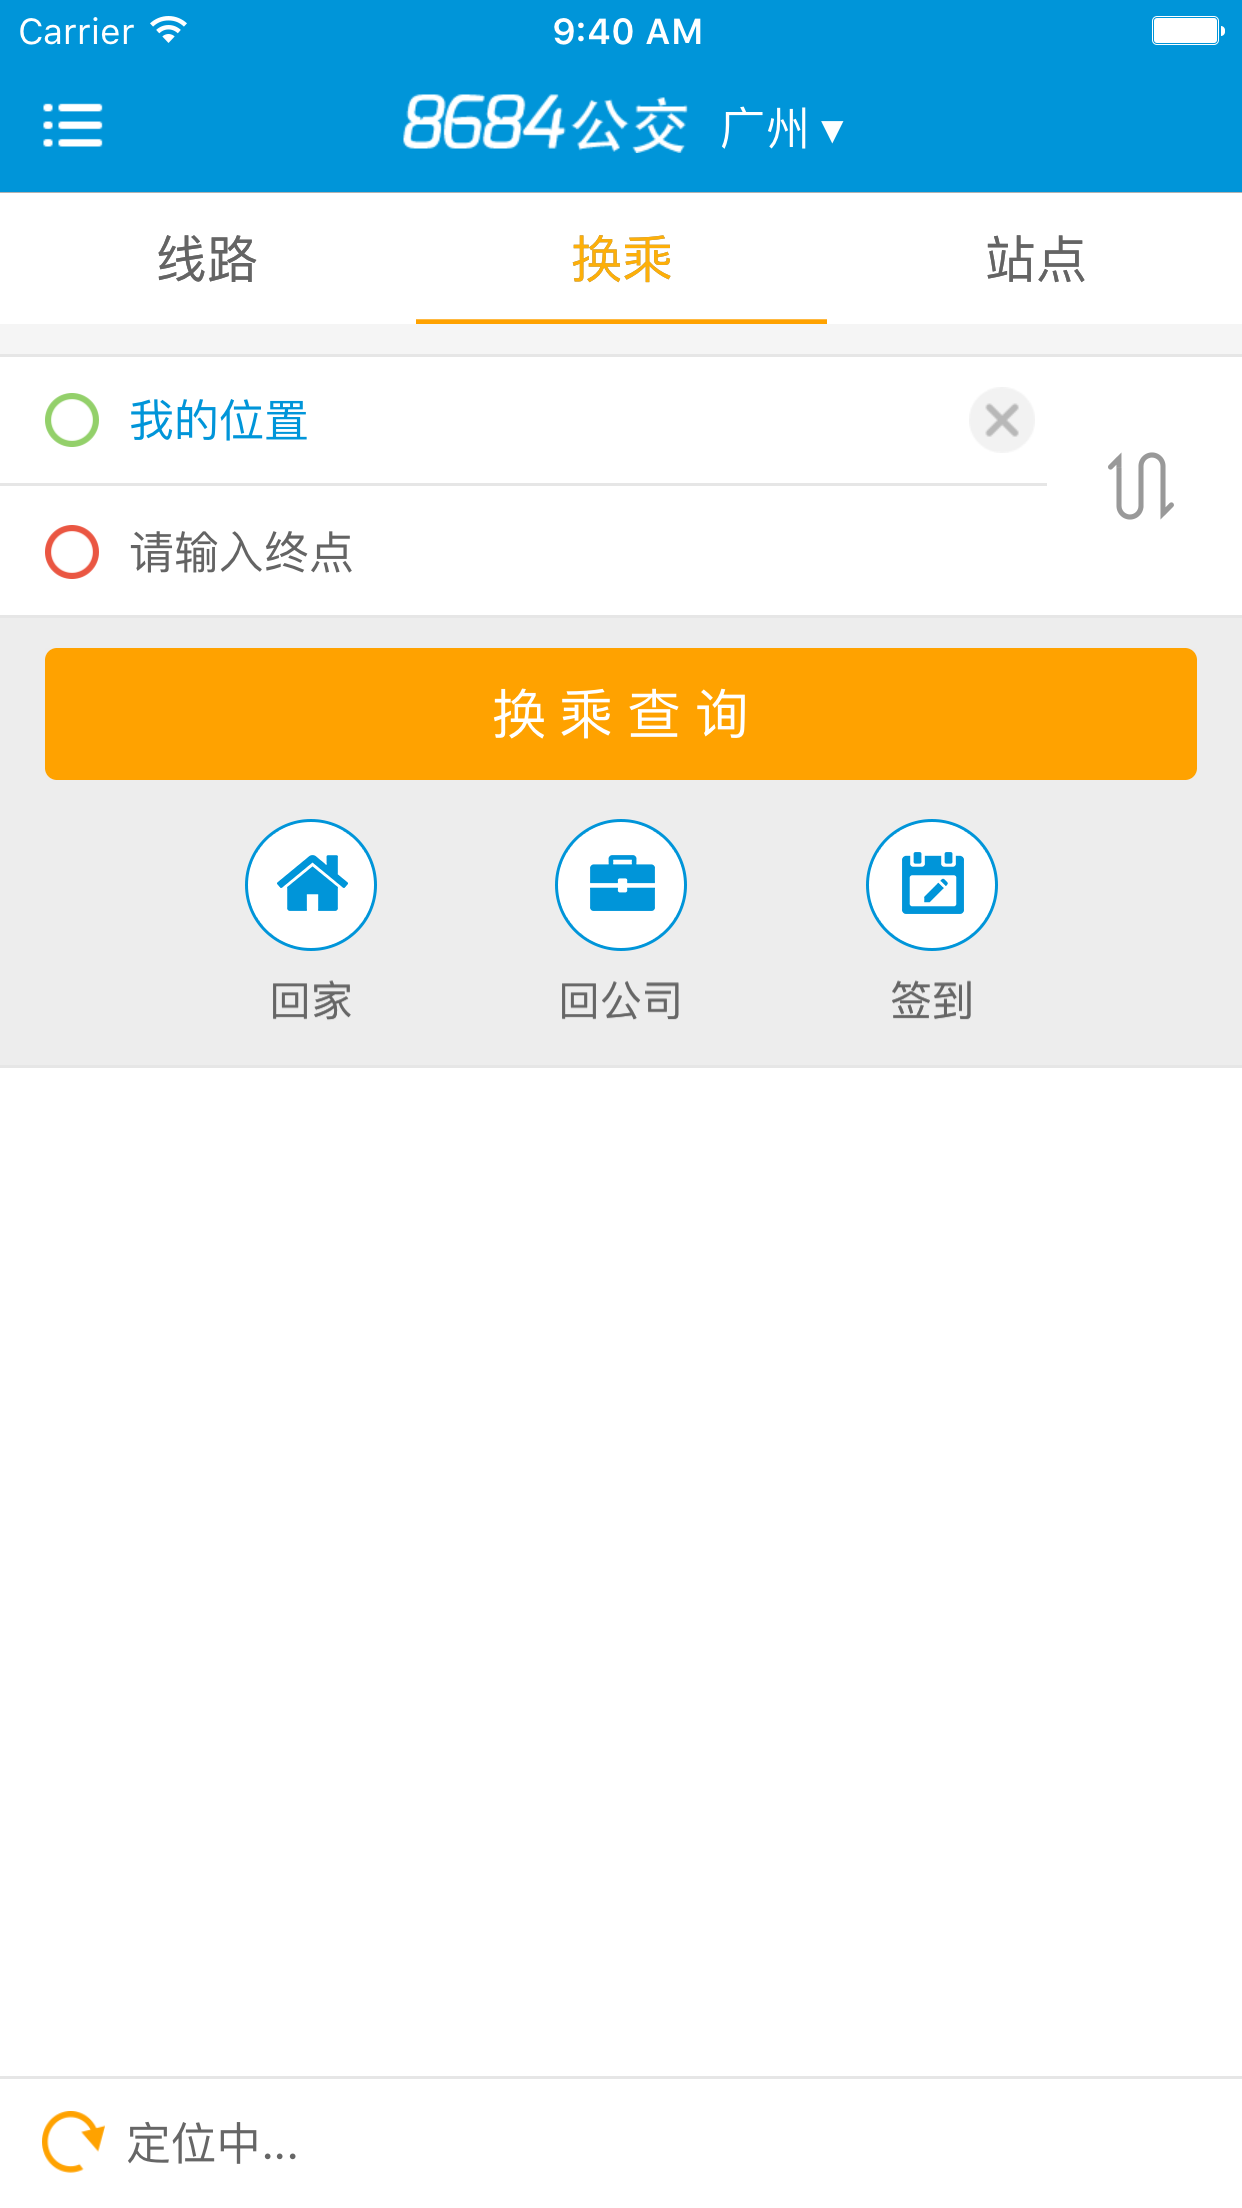 Carrier 9:40 AM
8684公交 广州 ▼
线路 换乘 站点
我的位置
请输入终点
换乘查询
回家 回公司 签到
定位中...